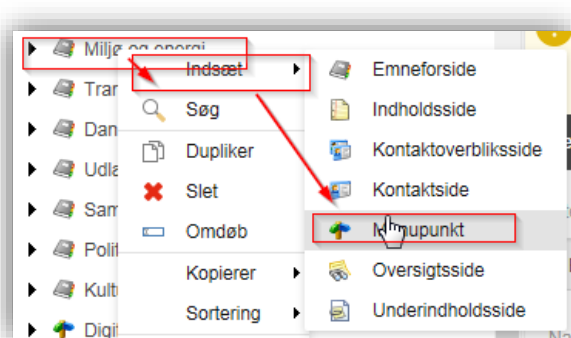 Miljø og energi
Indsæt
Søg
Dupliker
Slet
Omdøb
Kopierer
Sortering
Emneforside
Indholdsside
Kontaktoverbliksside
Kontaktside
Menupunkt
Oversigtsside
Underindholdsside
Tran
Dan
Udla
Sam
Polit
Kultu
Digit